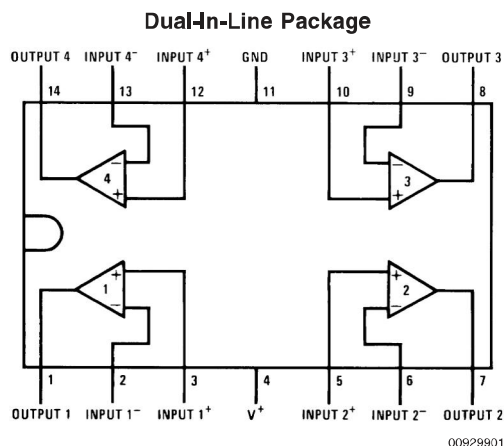 Dual-In-Line Package
OUTPUT 4 INPUT 4⁻ INPUT 4⁺ GND INPUT 3⁺ INPUT 3⁻ OUTPUT 3
14 13 12 11 10 9 8
− −
4 3
+ +
+ +
1 2
− −
1 2 3 4 5 6 7
OUTPUT 1 INPUT 1⁻ INPUT 1⁺ V⁺ INPUT 2⁺ INPUT 2⁻ OUTPUT 2
00929901